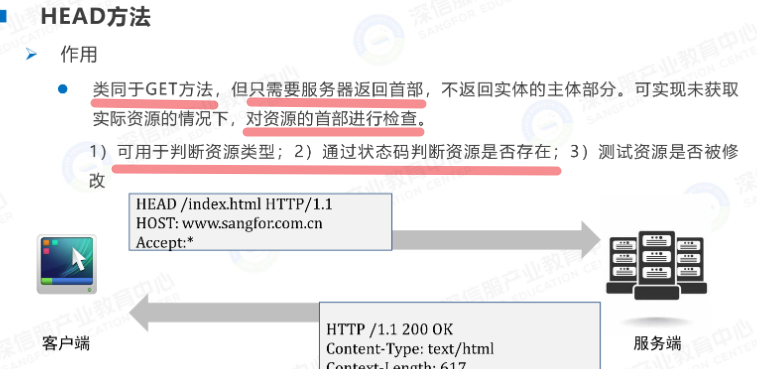 HEAD方法
作用
类同于GET方法，但只需要服务器返回首部，不返回实体的主体部分。可实现未获取
实际资源的情况下，对资源的首部进行检查。
1）可用于判断资源类型；2）通过状态码判断资源是否存在；3）测试资源是否被修
改
HEAD /index.html HTTP/1.1
HOST: www.sangfor.com.cn
Accept:*
客户端
HTTP /1.1 200 OK
Content-Type: text/html
Context-Length: 617
服务端
深信服产业教育中心
SANGFOR EDUCATION CENTER